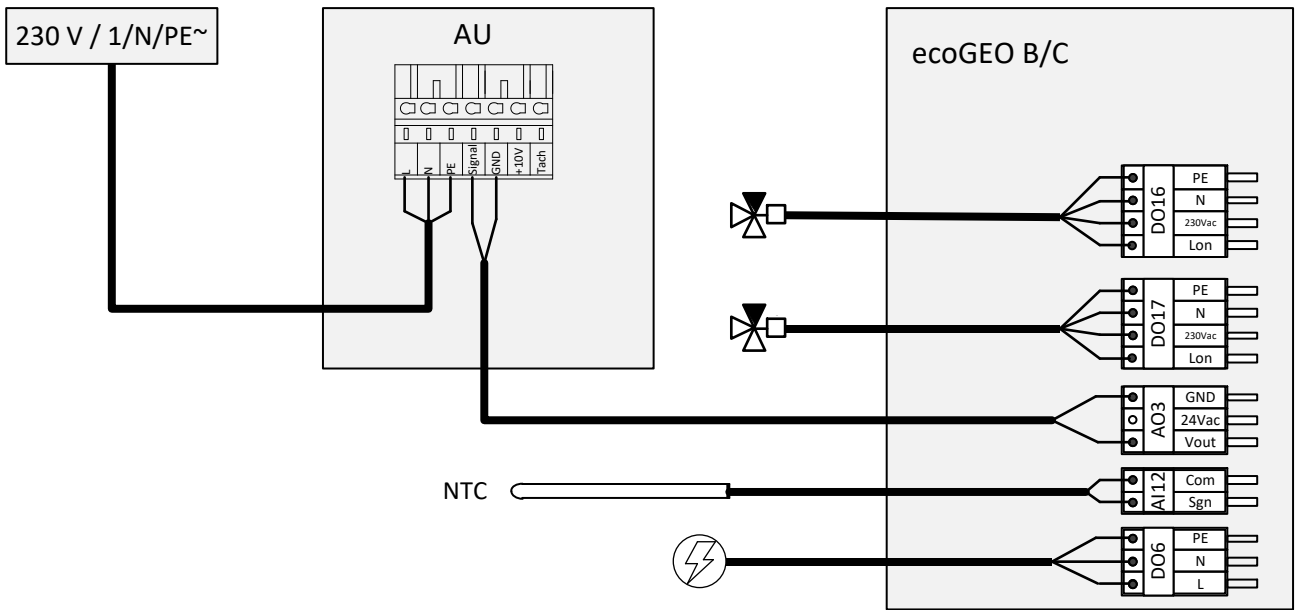 230 V / 1/N/PE~
AU
ecoGEO B/C
L
N
PE
Signal
GND
+10V
Tach
DO16
PE
N
230Vac
Lon
DO17
PE
N
230Vac
Lon
AO3
GND
24Vac
Vout
NTC
AI12
Com
Sgn
DO6
PE
N
L